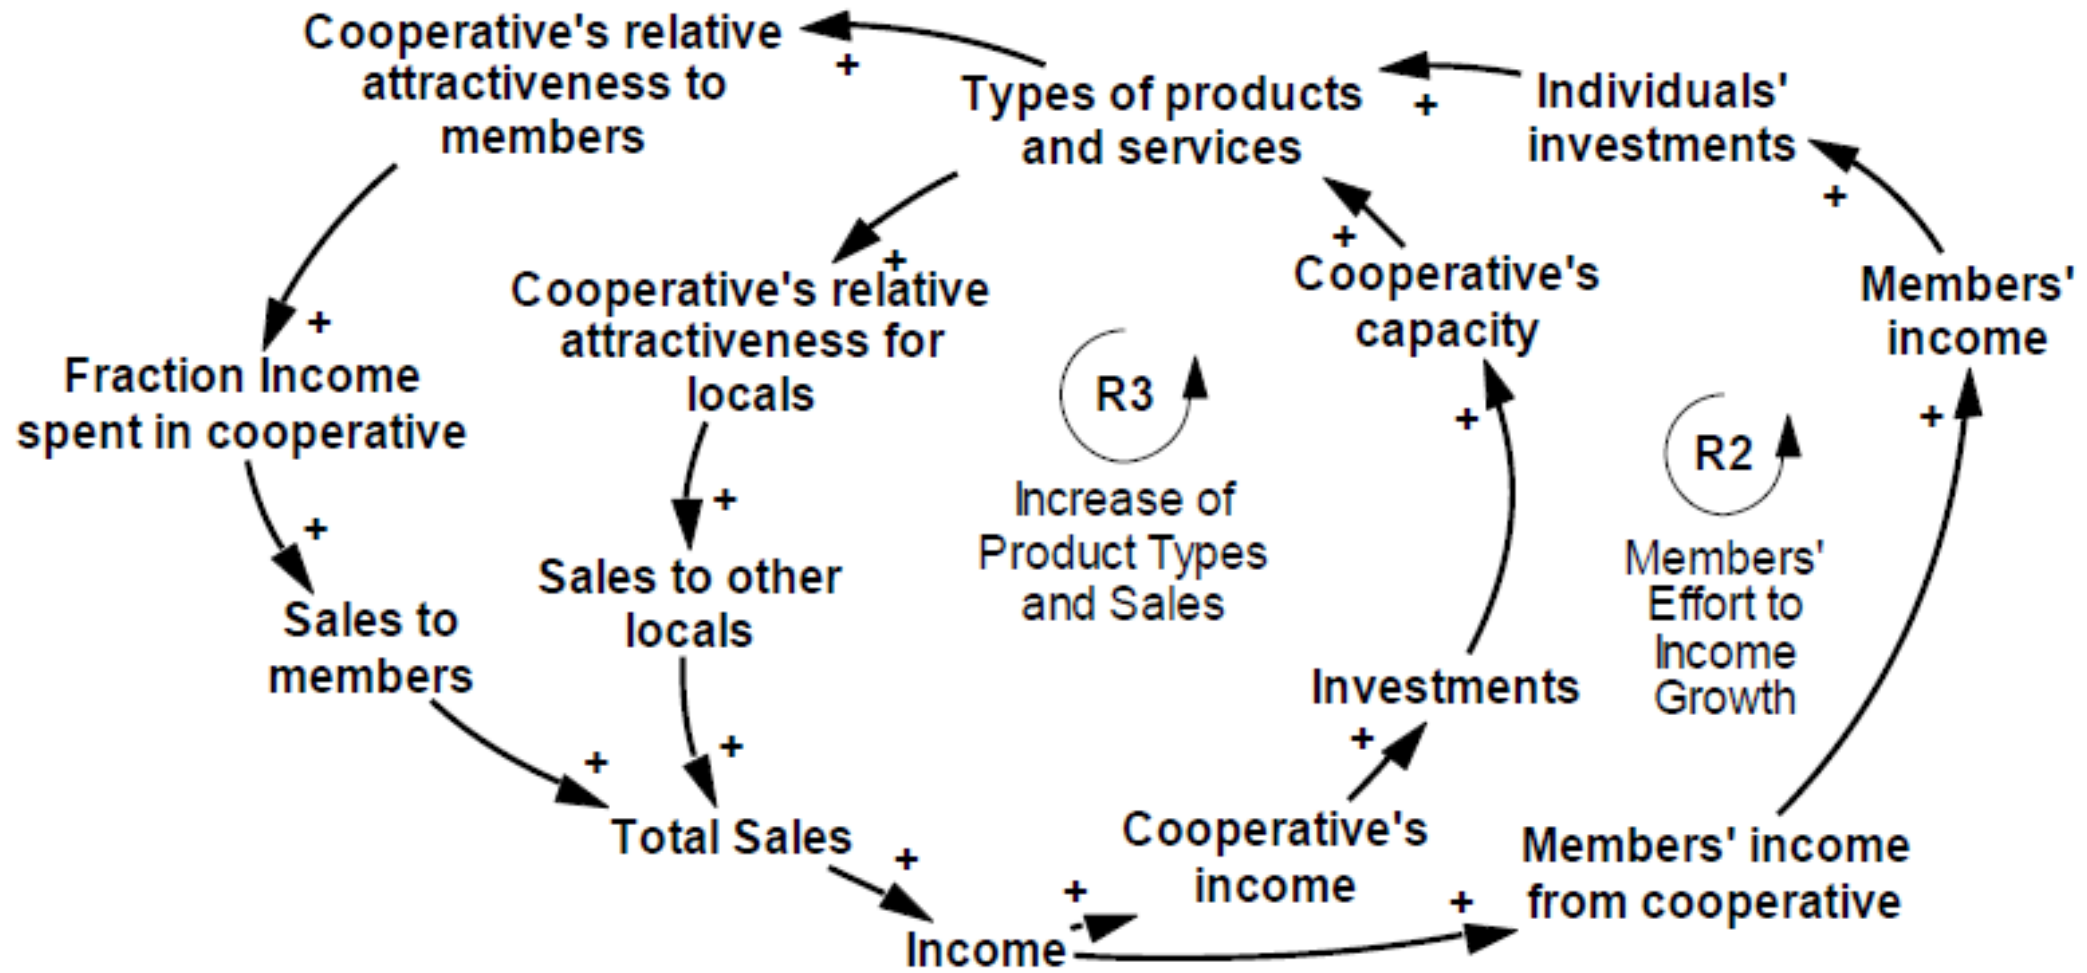 Cooperative's relative
attractiveness to
members
+
Types of products
and services
+
Individuals'
investments
+
Members'
income
+
Cooperative's
capacity
+
+
Cooperative's relative
attractiveness for
locals
+
Fraction Income
spent in cooperative
+
R3
Increase of
Product Types
and Sales
+
R2
Members'
Effort to
Income
Growth
+
+
Sales to other
locals
+
Sales to
members
+
Investments
+
+
Total Sales
+
Cooperative's
income
+
Members' income
from cooperative
+
Income